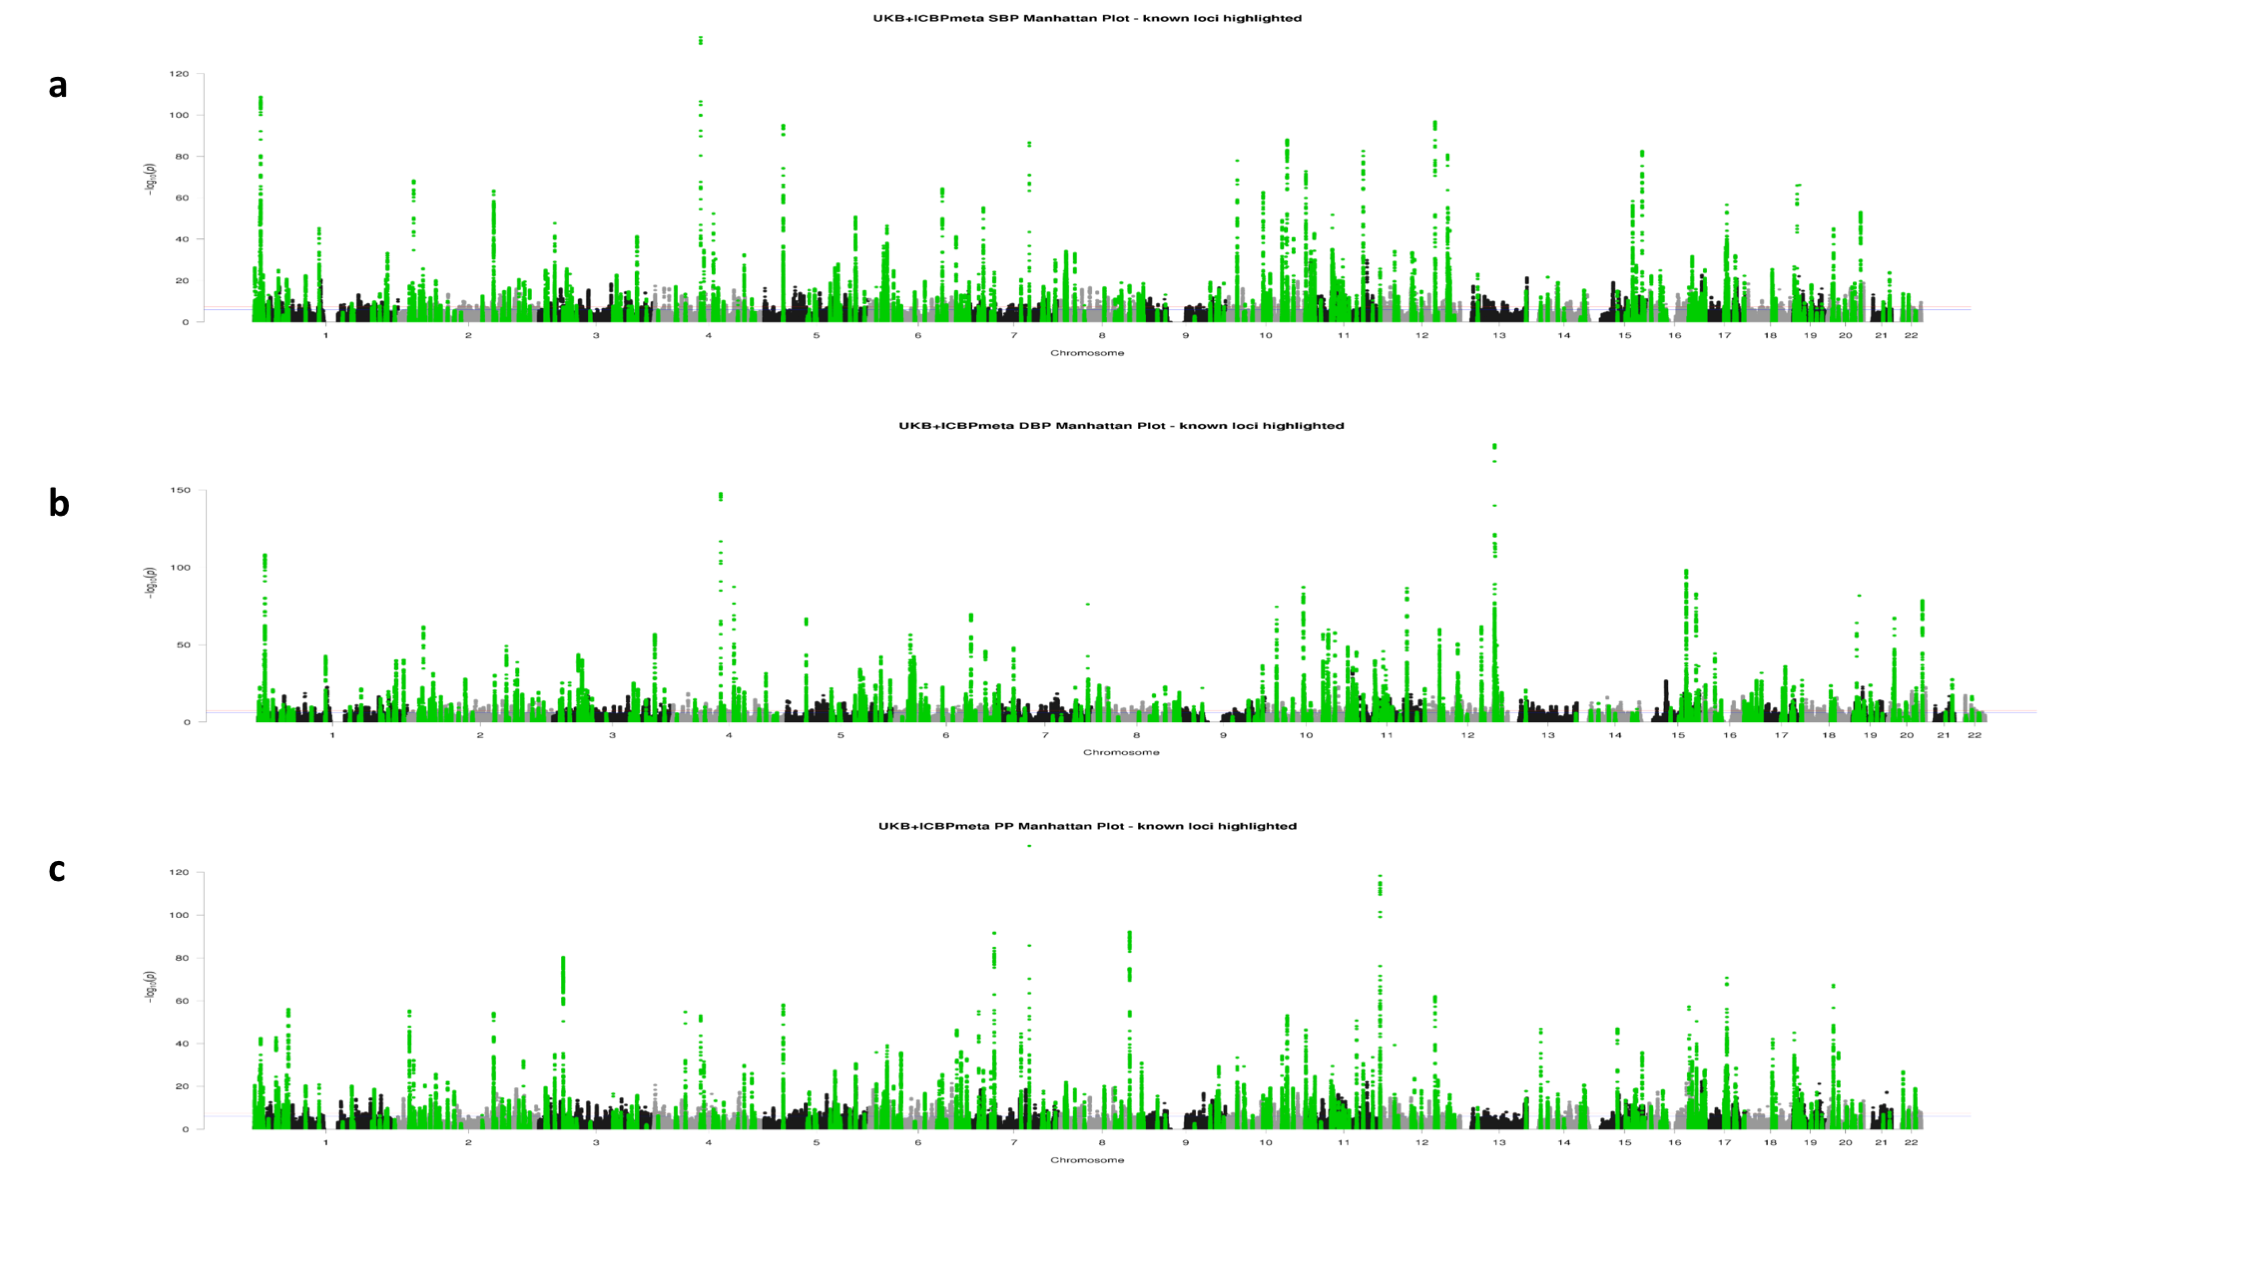 UKB+ICBPmeta SBP Manhattan Plot - known loci highlighted
a
120
100
80
60
40
20
0
−log₁₀(p)
1 2 3 4 5 6 7 8 9 10 11 12 13 14 15 16 17 18 19 20 21 22
Chromosome
UKB+ICBPmeta DBP Manhattan Plot - known loci highlighted
b
150
100
50
0
−log₁₀(p)
1 2 3 4 5 6 7 8 9 10 11 12 13 14 15 16 17 18 19 20 21 22
Chromosome
UKB+ICBPmeta PP Manhattan Plot - known loci highlighted
c
120
100
80
60
40
20
0
−log₁₀(p)
1 2 3 4 5 6 7 8 9 10 11 12 13 14 15 16 17 18 19 20 21 22
Chromosome